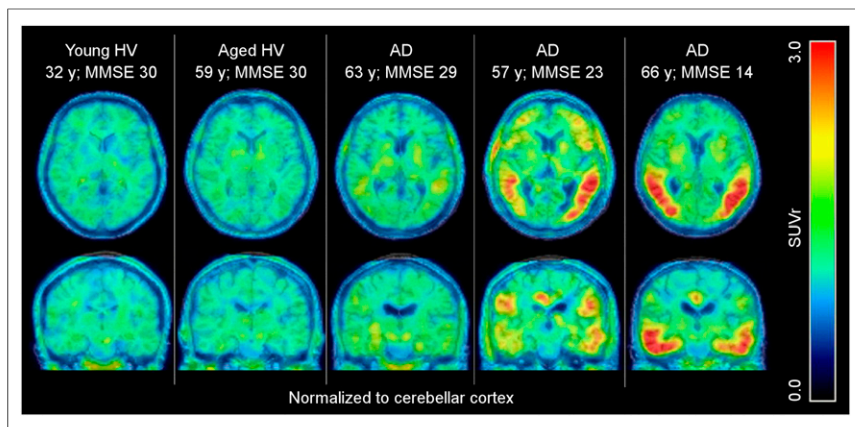 Young HV
32 y; MMSE 30
Aged HV
59 y; MMSE 30
AD
63 y; MMSE 29
AD
57 y; MMSE 23
AD
66 y; MMSE 14
3.0
SUVr
0.0
Normalized to cerebellar cortex